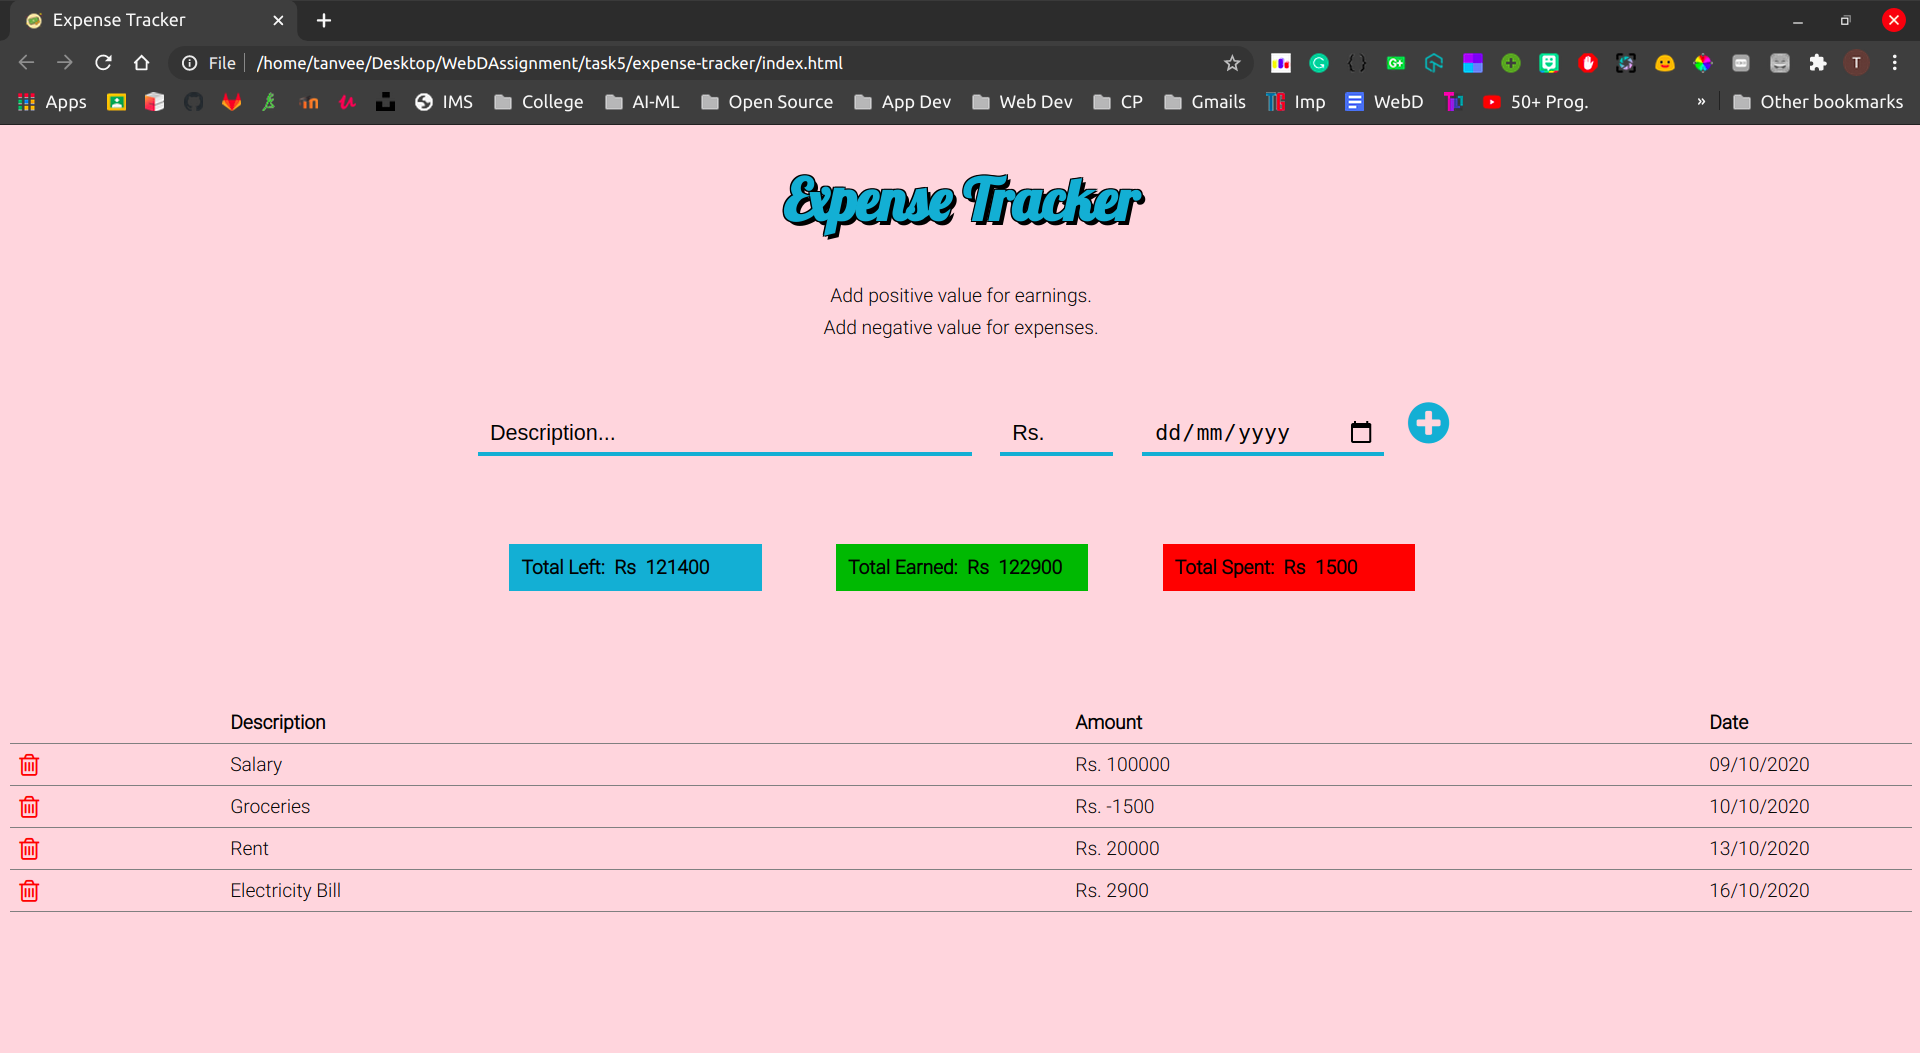 Expense Tracker
File /home/tanvee/Desktop/WebDAssignment/task5/expense-tracker/index.html T
Apps IMS College AI-ML Open Source App Dev Web Dev CP Gmails Imp WebD 50+ Prog. » Other bookmarks
Expense Tracker
Add positive value for earnings.
Add negative value for expenses.
Description... Rs. dd/mm/yyyy
Total Left: Rs 121400 Total Earned: Rs 122900 Total Spent: Rs 1500
Description Amount Date
Salary Rs. 100000 09/10/2020
Groceries Rs. -1500 10/10/2020
Rent Rs. 20000 13/10/2020
Electricity Bill Rs. 2900 16/10/2020